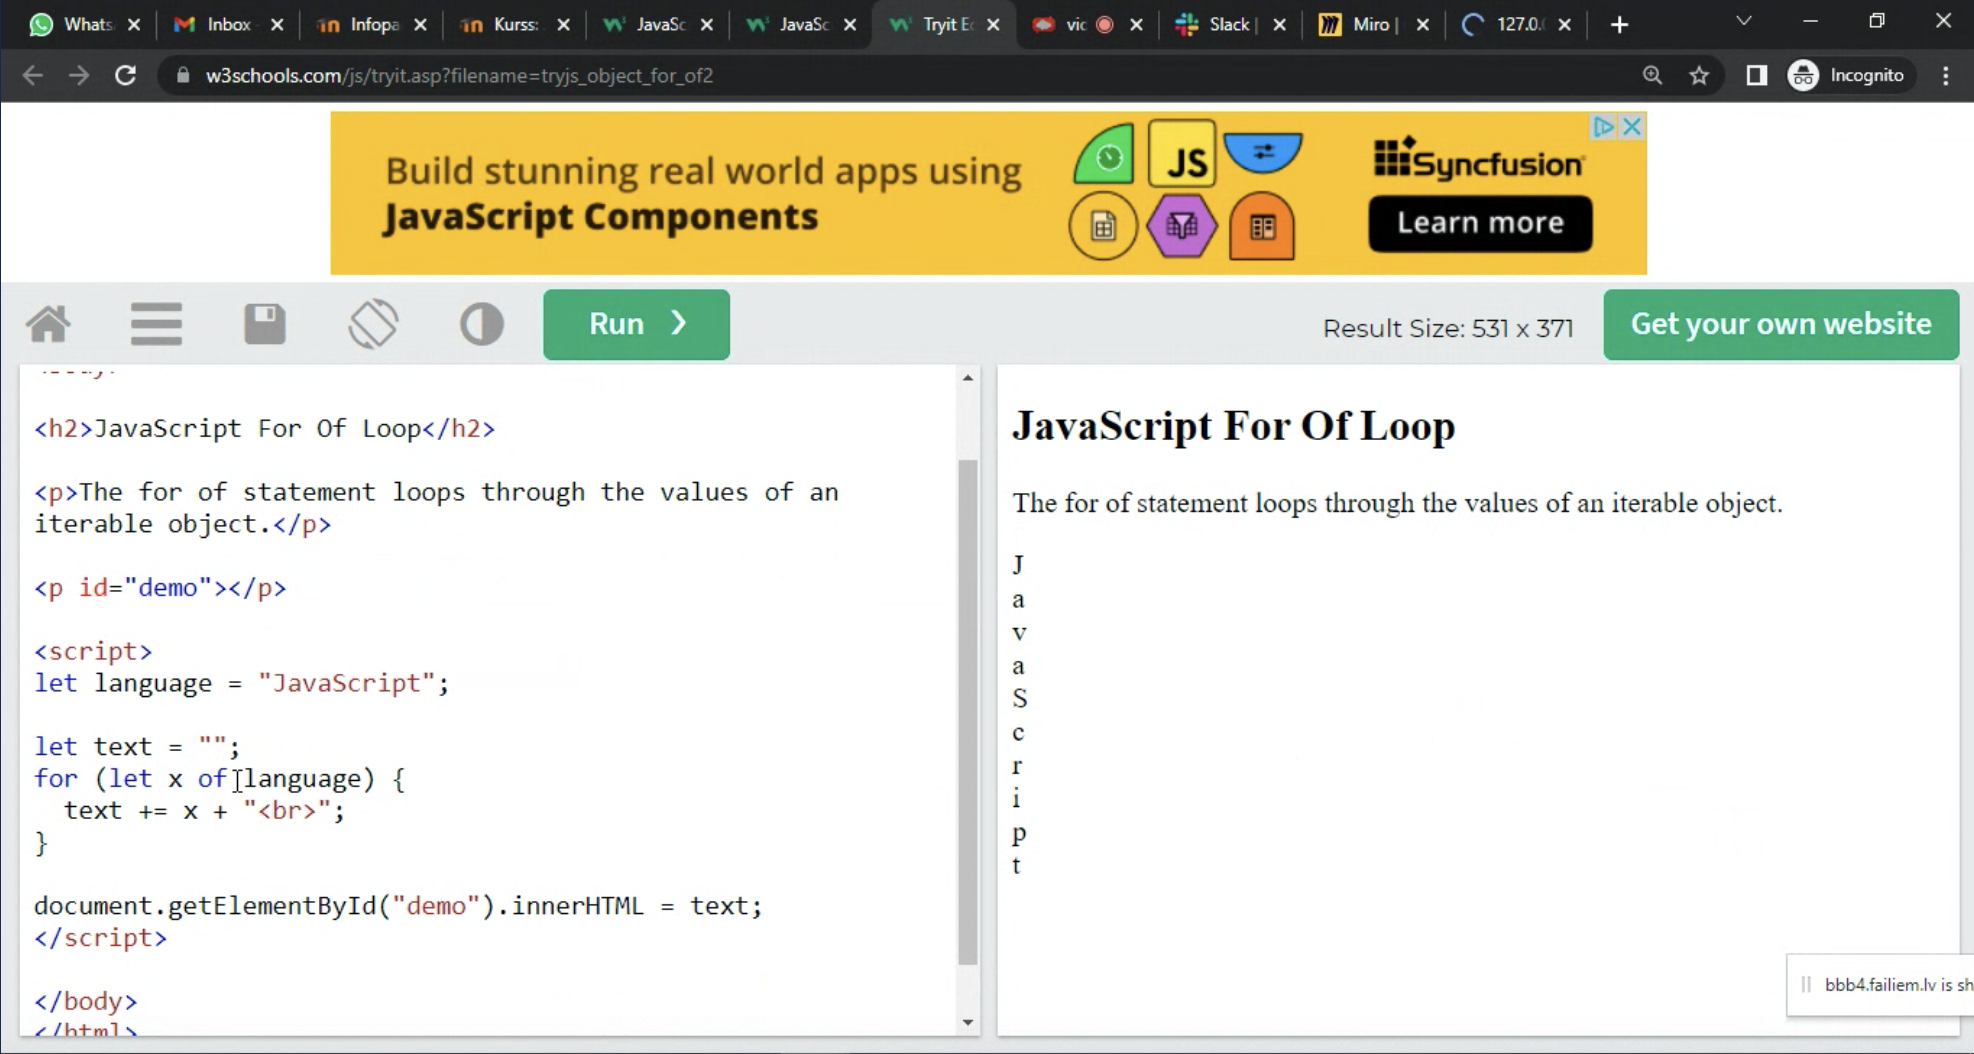 Whats
Inbox
Infopa
Kurss:
JavaSc
JavaSc
Tryit Ec
vic
Slack |
Miro |
127.0.
w3schools.com/js/tryit.asp?filename=tryjs_object_for_of2
Incognito
Build stunning real world apps using
JavaScript Components
JS
Syncfusion
Learn more
Run ❯
Result Size: 531 x 371
Get your own website
<h2>JavaScript For Of Loop</h2>
<p>The for of statement loops through the values of an
iterable object.</p>
<p id="demo"></p>
<script>
let language = "JavaScript";
let text = "";
for (let x of language) {
text += x + "<br>";
}
document.getElementById("demo").innerHTML = text;
</script>
</body>
</html>
JavaScript For Of Loop
The for of statement loops through the values of an iterable object.
J
a
v
a
S
c
r
i
p
t
bbb4.failiem.lv is sh